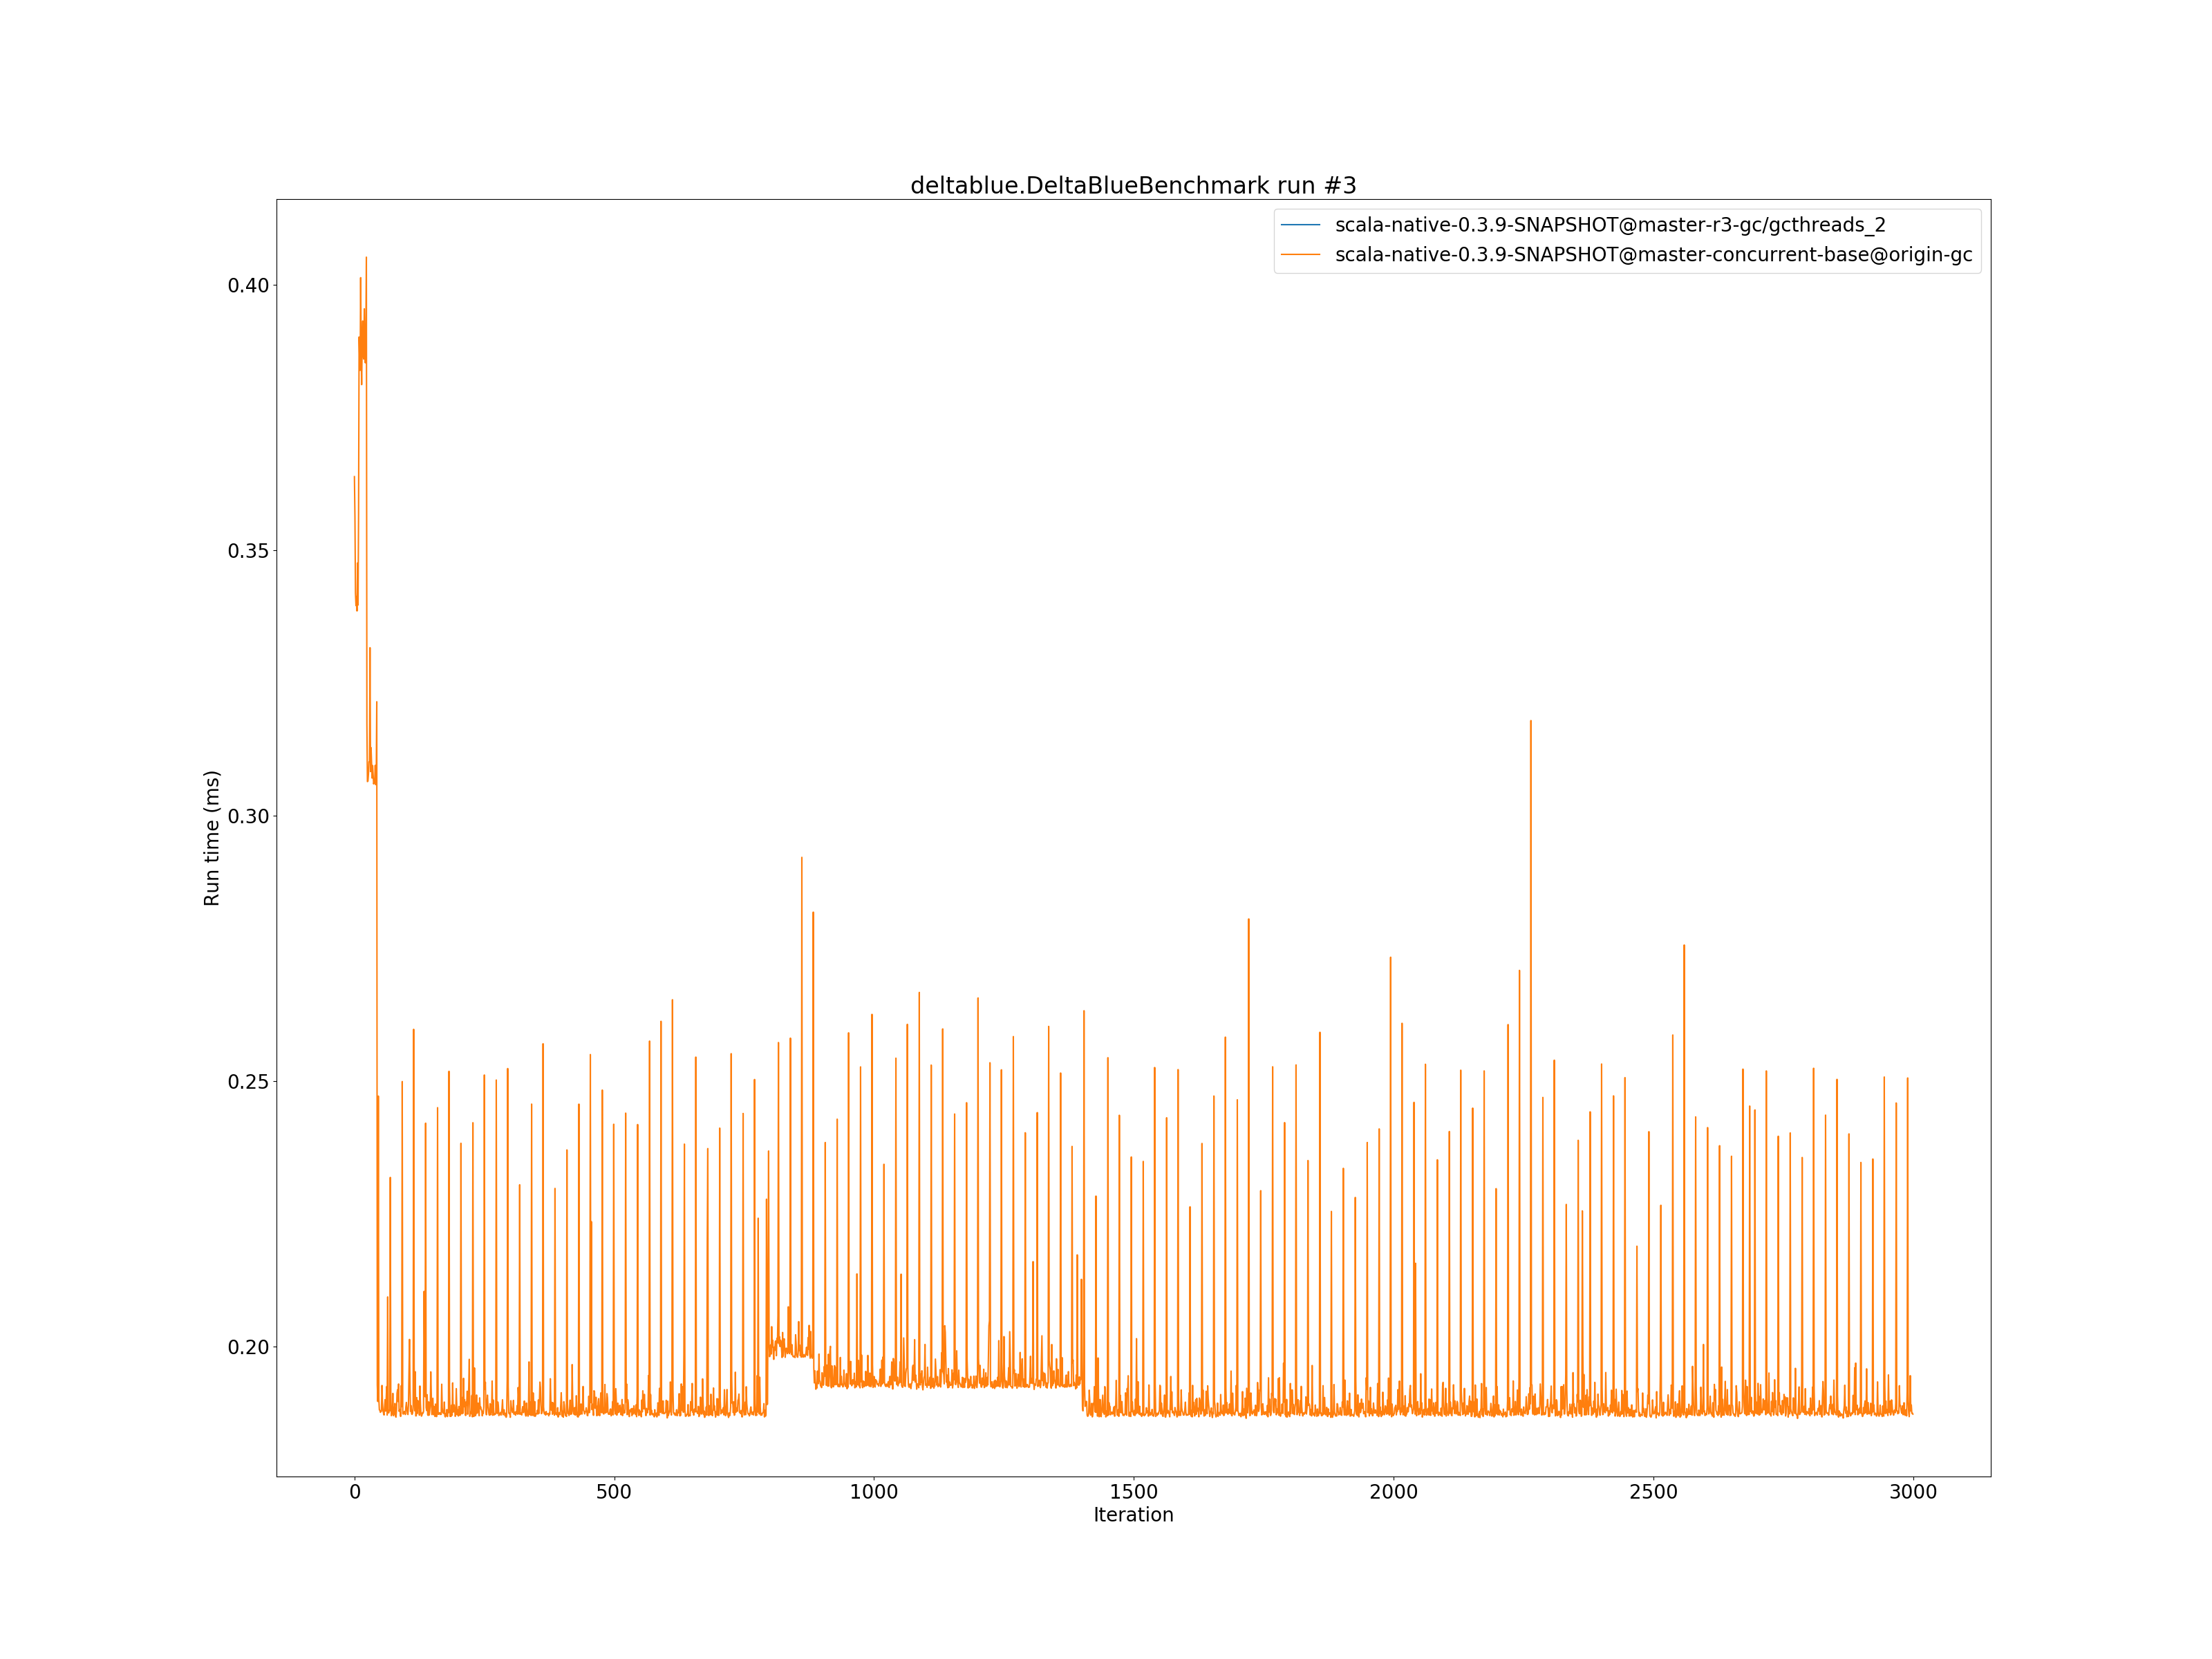 deltablue.DeltaBlueBenchmark run #3
scala-native-0.3.9-SNAPSHOT@master-r3-gc/gcthreads_2
scala-native-0.3.9-SNAPSHOT@master-concurrent-base@origin-gc
0.40
0.35
0.30
0.25
0.20
Run time (ms)
0 500 1000 1500 2000 2500 3000
Iteration